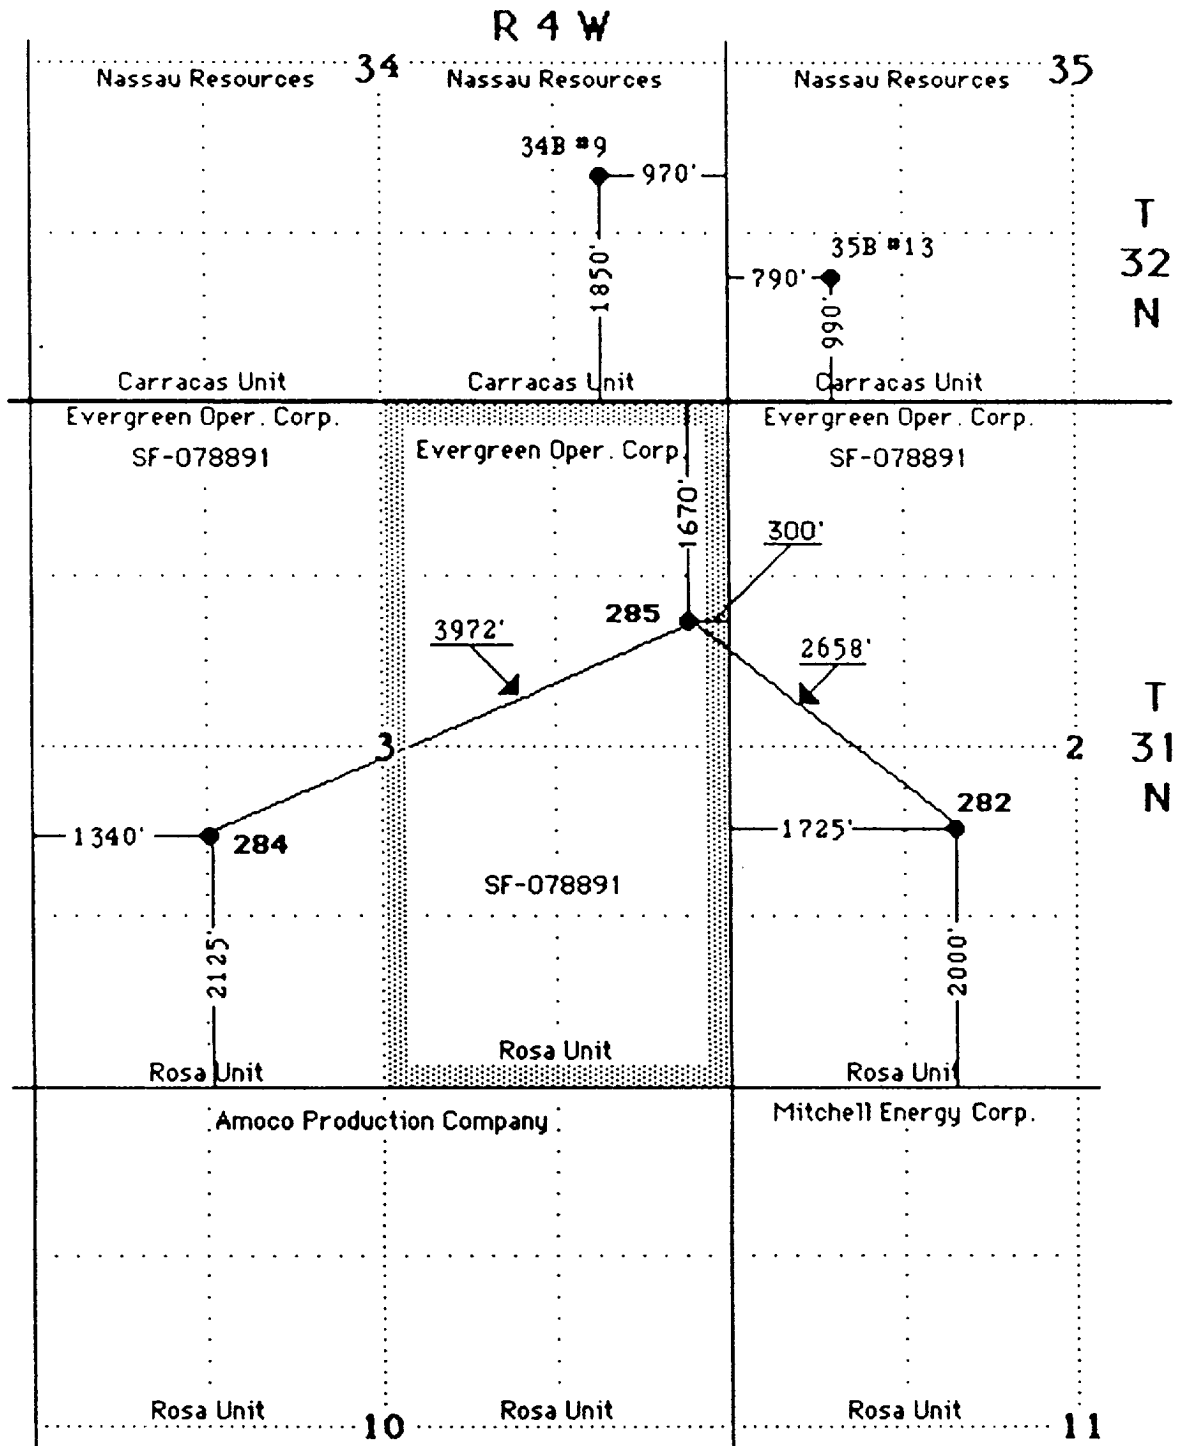 R 4 W
Nassau Resources
34
Nassau Resources
Nassau Resources
35
34B #9
970'
1850'
35B #13
790'
990'
T
32
N
Carracas Unit
Carracas Unit
Carracas Unit
Evergreen Oper. Corp.
SF-078891
Evergreen Oper. Corp.
Evergreen Oper. Corp.
SF-078891
1670'
300'
285
3972'
2658'
T
31
N
3
2
282
1340'
284
1725'
SF-078891
2125'
2000'
Rosa Unit
Rosa Unit
Rosa Unit
Amoco Production Company
Mitchell Energy Corp.
Rosa Unit
10
Rosa Unit
Rosa Unit
11